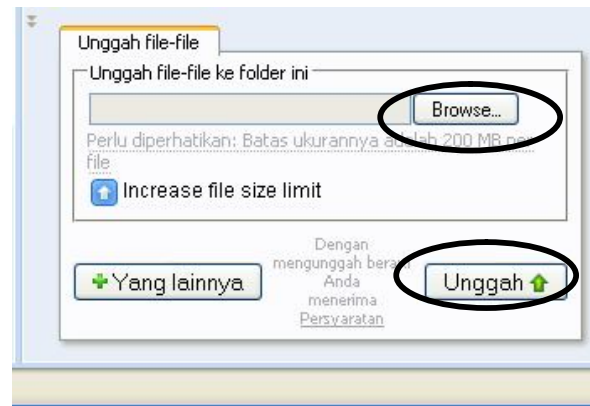 Unggah file-file
Unggah file-file ke folder ini
Browse...
Perlu diperhatikan: Batas ukurannya adalah 200 MB per
file
Increase file size limit
Dengan
mengunggah berarti
Anda
menerima
Persyaratan
Yang lainnya
Unggah